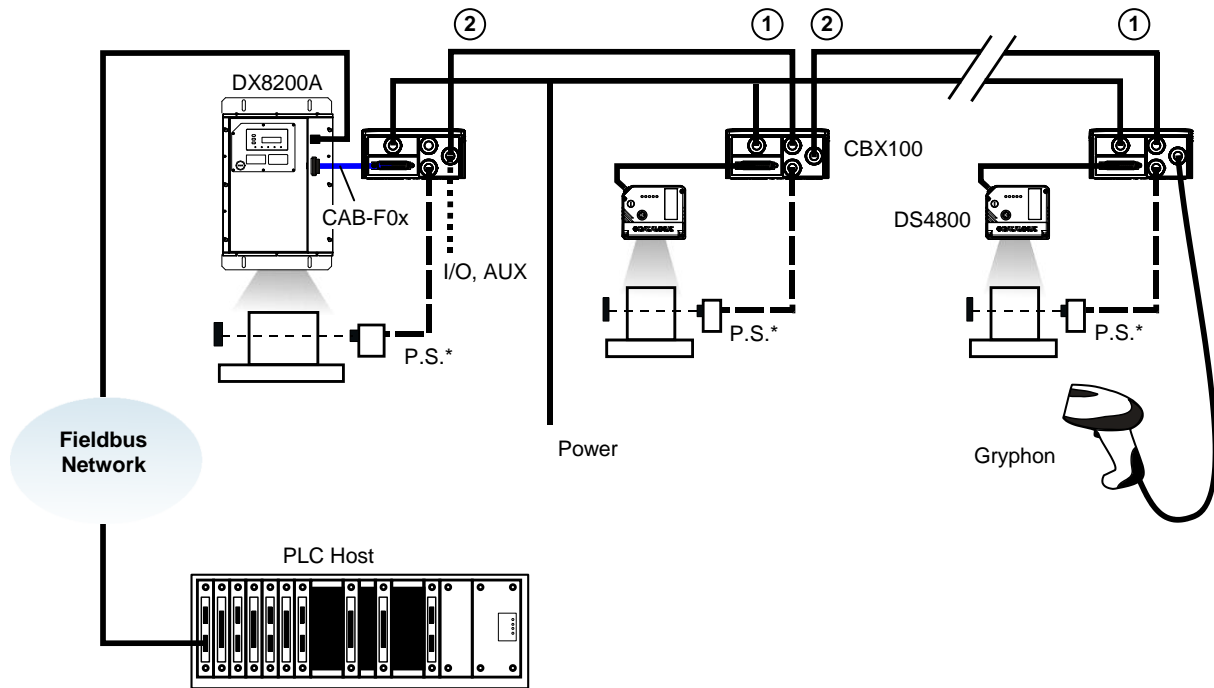 2
1
2
1
DX8200A
CBX100
CAB-F0x
DS4800
I/O, AUX
P.S.*
P.S.*
P.S.*
Fieldbus
Network
Power
Gryphon
PLC Host